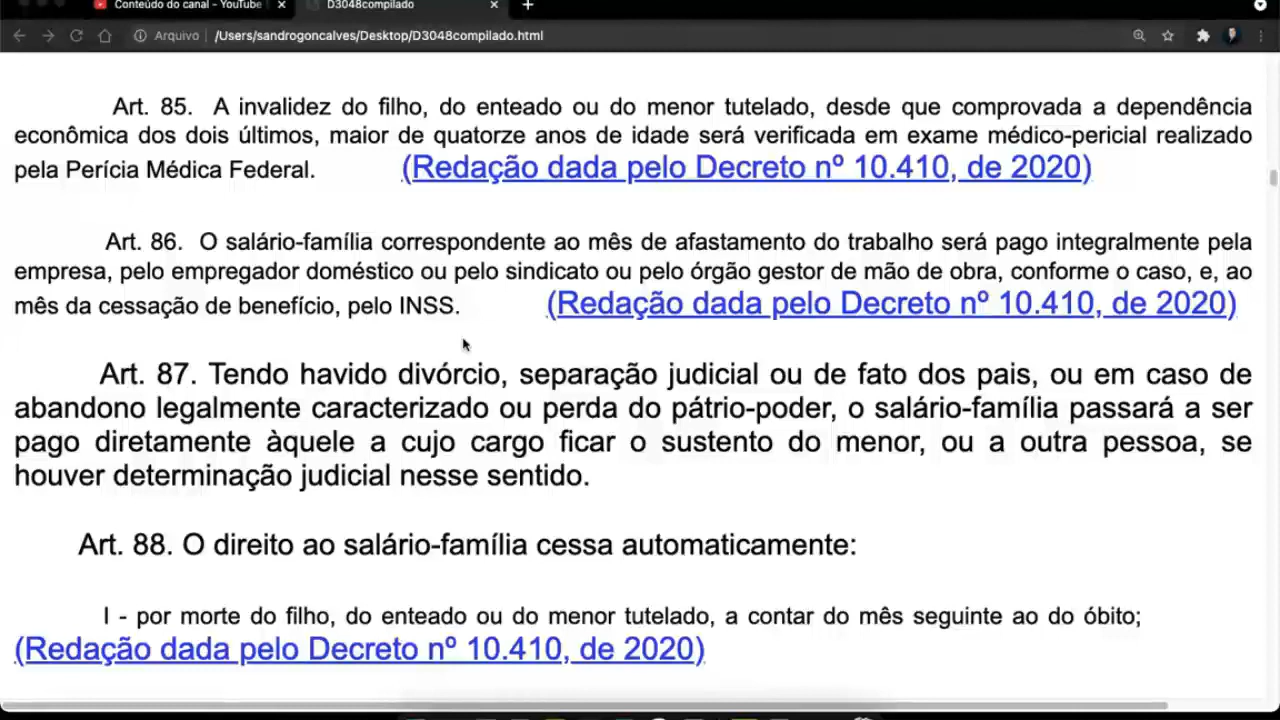 Conteúdo do canal - YouTube
D3048compilado
Arquivo /Users/sandrogoncalves/Desktop/D3048compilado.html
Art. 85. A invalidez do filho, do enteado ou do menor tutelado, desde que comprovada a dependência
econômica dos dois últimos, maior de quatorze anos de idade será verificada em exame médico-pericial realizado
pela Perícia Médica Federal. (Redação dada pelo Decreto nº 10.410, de 2020)
Art. 86. O salário-família correspondente ao mês de afastamento do trabalho será pago integralmente pela
empresa, pelo empregador doméstico ou pelo sindicato ou pelo órgão gestor de mão de obra, conforme o caso, e, ao
mês da cessação de benefício, pelo INSS. (Redação dada pelo Decreto nº 10.410, de 2020)
Art. 87. Tendo havido divórcio, separação judicial ou de fato dos pais, ou em caso de
abandono legalmente caracterizado ou perda do pátrio-poder, o salário-família passará a ser
pago diretamente àquele a cujo cargo ficar o sustento do menor, ou a outra pessoa, se
houver determinação judicial nesse sentido.
Art. 88. O direito ao salário-família cessa automaticamente:
I - por morte do filho, do enteado ou do menor tutelado, a contar do mês seguinte ao do óbito;
(Redação dada pelo Decreto nº 10.410, de 2020)